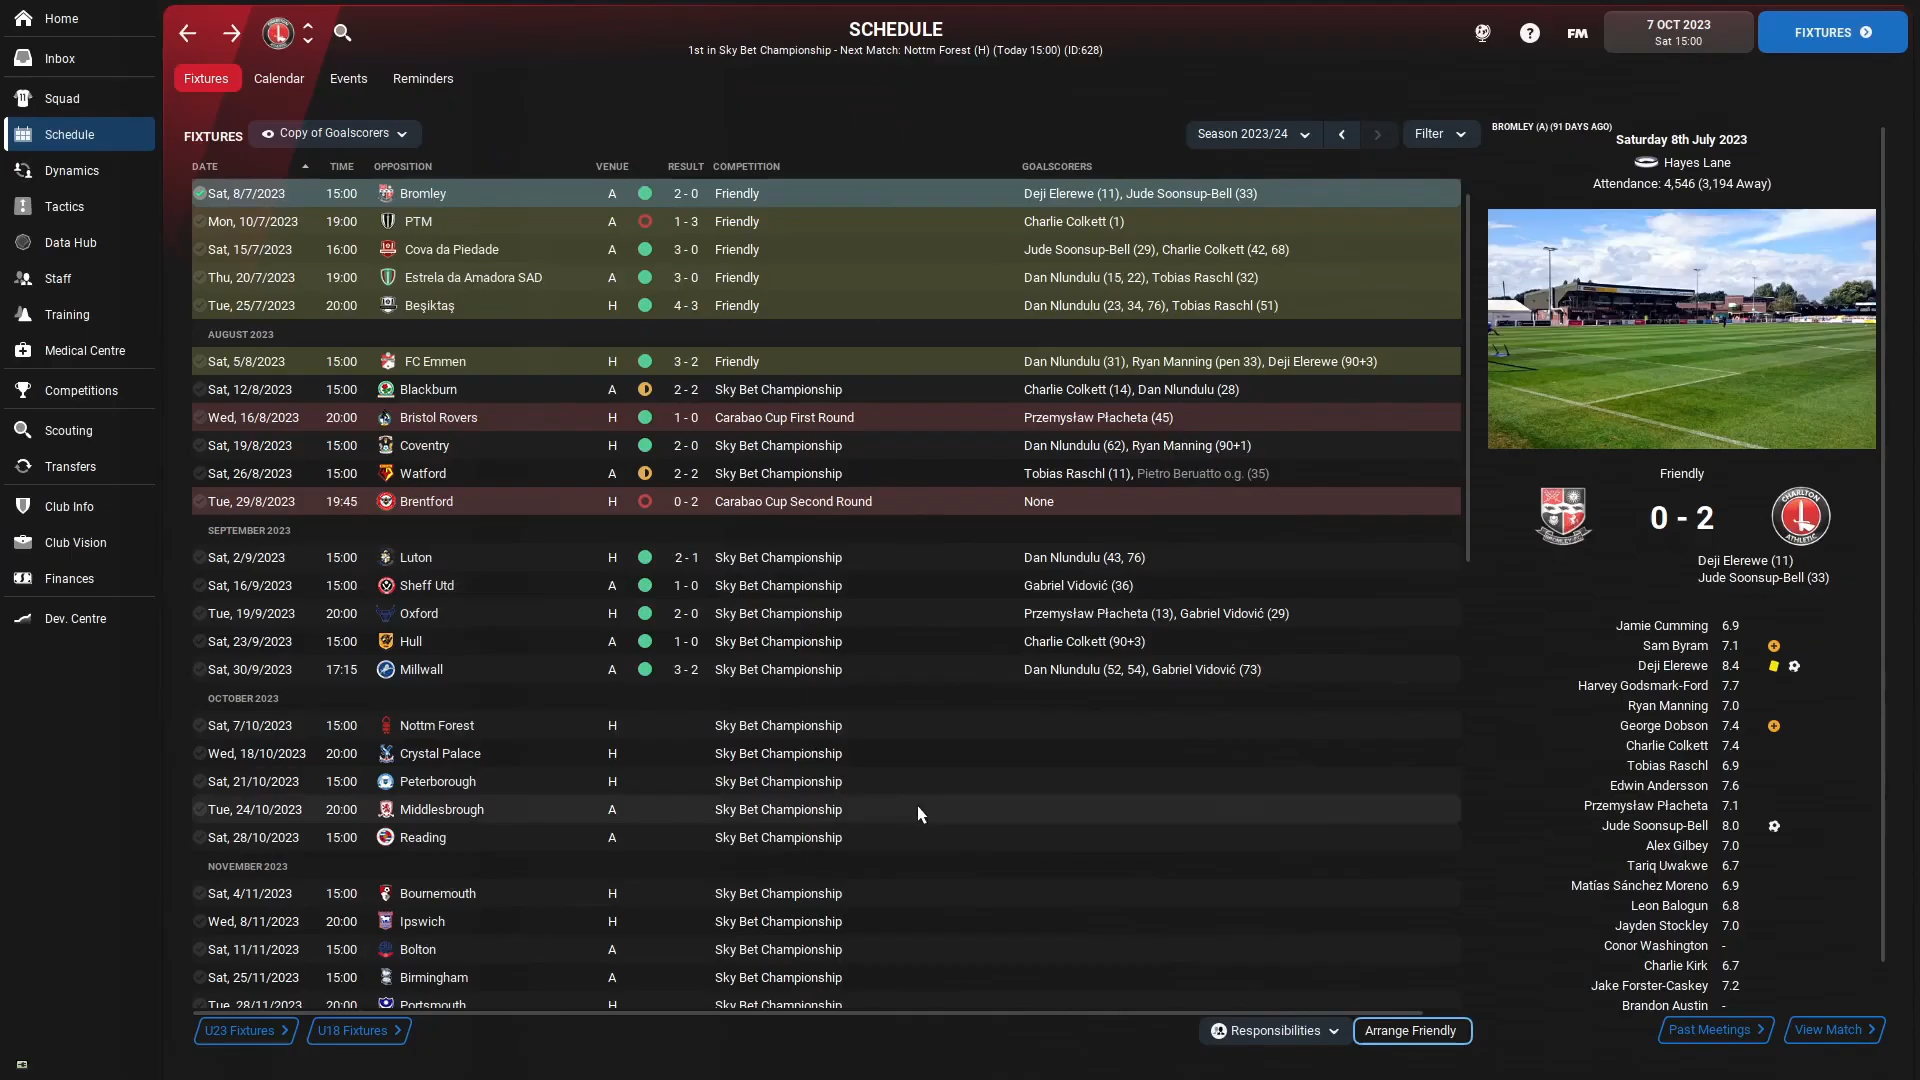 Home
Inbox
Squad
Schedule
Dynamics
Tactics
Data Hub
Staff
Training
Medical Centre
Competitions
Scouting
Transfers
Club Info
Club Vision
Finances
Dev. Centre
SCHEDULE
1st in Sky Bet Championship - Next Match: Nottm Forest (H) (Today 15:00) (ID:628)
FM
7 OCT 2023
Sat 15:00
FIXTURES
Fixtures Calendar Events Reminders
FIXTURES Copy of Goalscorers Season 2023/24 Filter
DATE TIME OPPOSITION VENUE RESULT COMPETITION GOALSCORERS
Sat, 8/7/2023 15:00 Bromley A 2 - 0 Friendly Deji Elerewe (11), Jude Soonsup-Bell (33)
Mon, 10/7/2023 19:00 PTM A 1 - 3 Friendly Charlie Colkett (1)
Sat, 15/7/2023 16:00 Cova da Piedade A 3 - 0 Friendly Jude Soonsup-Bell (29), Charlie Colkett (42, 68)
Thu, 20/7/2023 19:00 Estrela da Amadora SAD A 3 - 0 Friendly Dan Nlundulu (15, 22), Tobias Raschl (32)
Tue, 25/7/2023 20:00 Beşiktaş H 4 - 3 Friendly Dan Nlundulu (23, 34, 76), Tobias Raschl (51)
AUGUST 2023
Sat, 5/8/2023 15:00 FC Emmen H 3 - 2 Friendly Dan Nlundulu (31), Ryan Manning (pen 33), Deji Elerewe (90+3)
Sat, 12/8/2023 15:00 Blackburn A 2 - 2 Sky Bet Championship Charlie Colkett (14), Dan Nlundulu (28)
Wed, 16/8/2023 20:00 Bristol Rovers H 1 - 0 Carabao Cup First Round Przemysław Płacheta (45)
Sat, 19/8/2023 15:00 Coventry H 2 - 0 Sky Bet Championship Dan Nlundulu (62), Ryan Manning (90+1)
Sat, 26/8/2023 15:00 Watford A 2 - 2 Sky Bet Championship Tobias Raschl (11), Pietro Beruatto o.g. (35)
Tue, 29/8/2023 19:45 Brentford H 0 - 2 Carabao Cup Second Round None
SEPTEMBER 2023
Sat, 2/9/2023 15:00 Luton H 2 - 1 Sky Bet Championship Dan Nlundulu (43, 76)
Sat, 16/9/2023 15:00 Sheff Utd A 1 - 0 Sky Bet Championship Gabriel Vidović (36)
Tue, 19/9/2023 20:00 Oxford H 2 - 0 Sky Bet Championship Przemysław Płacheta (13), Gabriel Vidović (29)
Sat, 23/9/2023 15:00 Hull A 1 - 0 Sky Bet Championship Charlie Colkett (90+3)
Sat, 30/9/2023 17:15 Millwall A 3 - 2 Sky Bet Championship Dan Nlundulu (52, 54), Gabriel Vidović (73)
OCTOBER 2023
Sat, 7/10/2023 15:00 Nottm Forest H Sky Bet Championship
Wed, 18/10/2023 20:00 Crystal Palace H Sky Bet Championship
Sat, 21/10/2023 15:00 Peterborough H Sky Bet Championship
Tue, 24/10/2023 20:00 Middlesbrough A Sky Bet Championship
Sat, 28/10/2023 15:00 Reading A Sky Bet Championship
NOVEMBER 2023
Sat, 4/11/2023 15:00 Bournemouth H Sky Bet Championship
Wed, 8/11/2023 20:00 Ipswich H Sky Bet Championship
Sat, 11/11/2023 15:00 Bolton A Sky Bet Championship
Sat, 25/11/2023 15:00 Birmingham A Sky Bet Championship
Tue, 28/11/2023 20:00 Portsmouth H Sky Bet Championship
U23 Fixtures U18 Fixtures Responsibilities Arrange Friendly
BROMLEY (A) (91 DAYS AGO)
Saturday 8th July 2023
Hayes Lane
Attendance: 4,546 (3,194 Away)
Friendly
0 - 2
CHARLTON
ATHLETIC
Deji Elerewe (11)
Jude Soonsup-Bell (33)
Jamie Cumming 6.9
Sam Byram 7.1
Deji Elerewe 8.4
Harvey Godsmark-Ford 7.7
Ryan Manning 7.0
George Dobson 7.4
Charlie Colkett 7.4
Tobias Raschl 6.9
Edwin Andersson 7.6
Przemysław Płacheta 7.1
Jude Soonsup-Bell 8.0
Alex Gilbey 7.0
Tariq Uwakwe 6.7
Matías Sánchez Moreno 6.9
Leon Balogun 6.8
Jayden Stockley 7.0
Conor Washington -
Charlie Kirk 6.7
Jake Forster-Caskey 7.2
Brandon Austin -
Past Meetings View Match